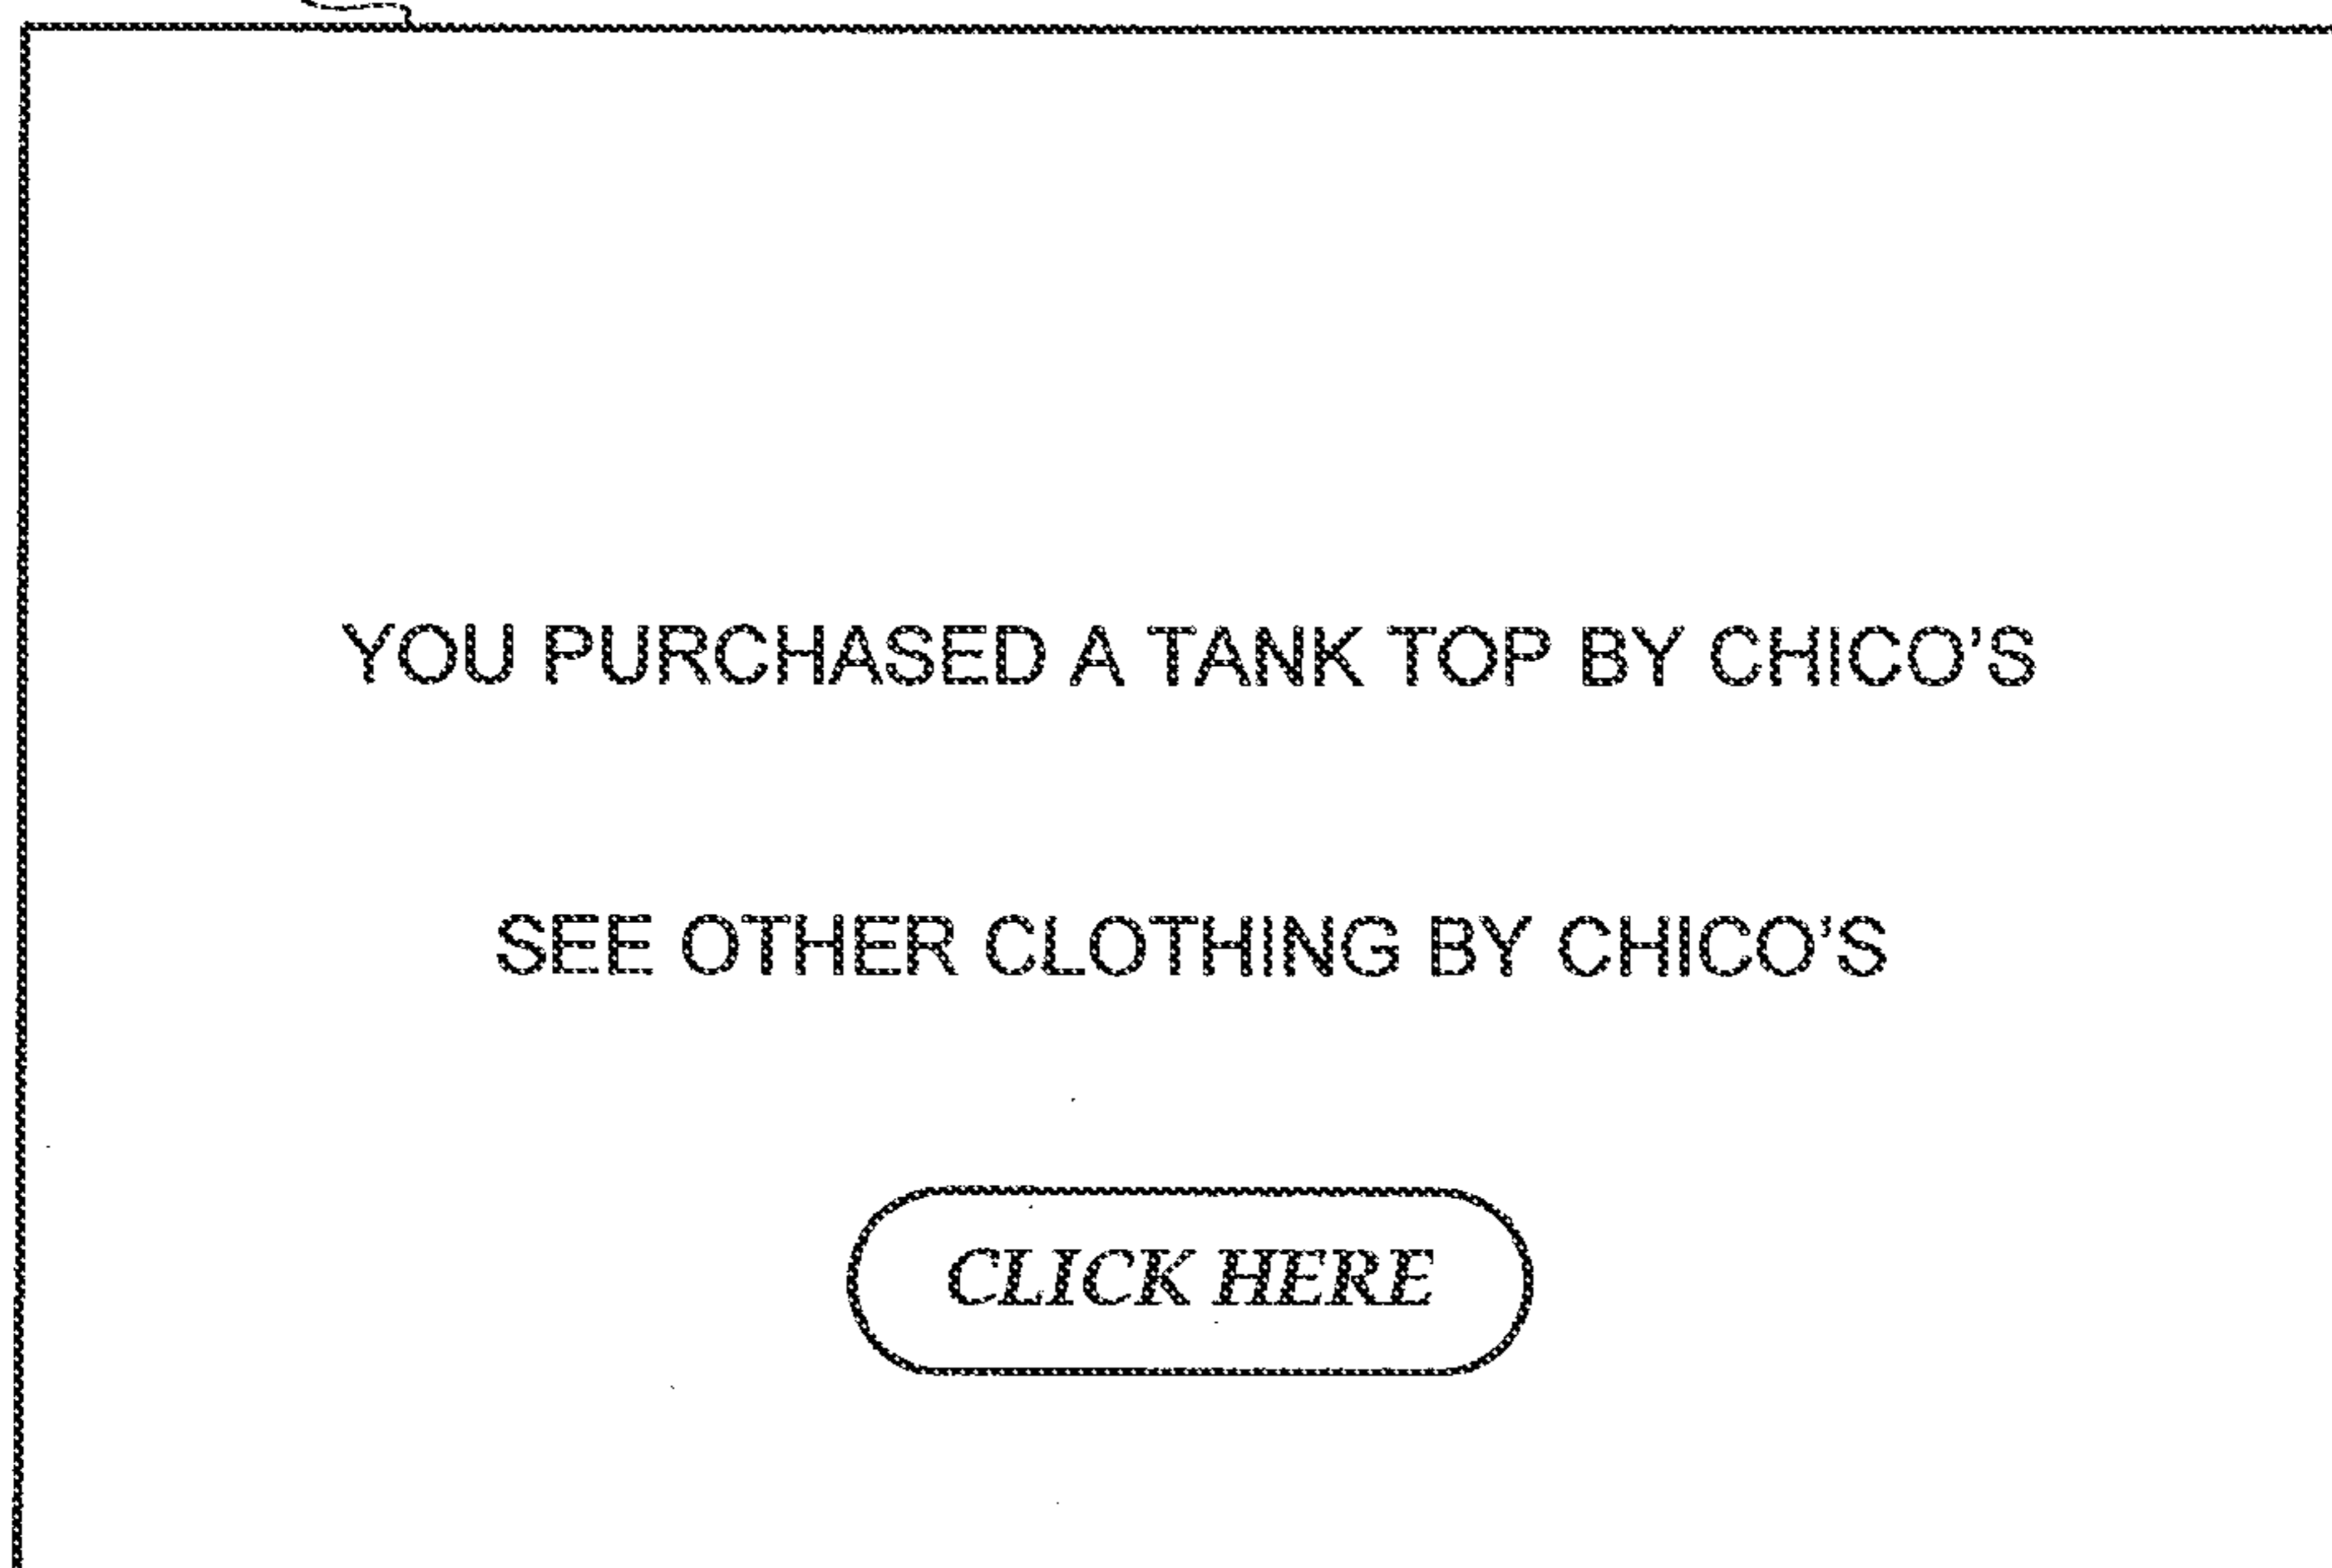 YOU PURCHASED A TANK TOP BY CHICO'S
SEE OTHER CLOTHING BY CHICO'S
CLICK HERE